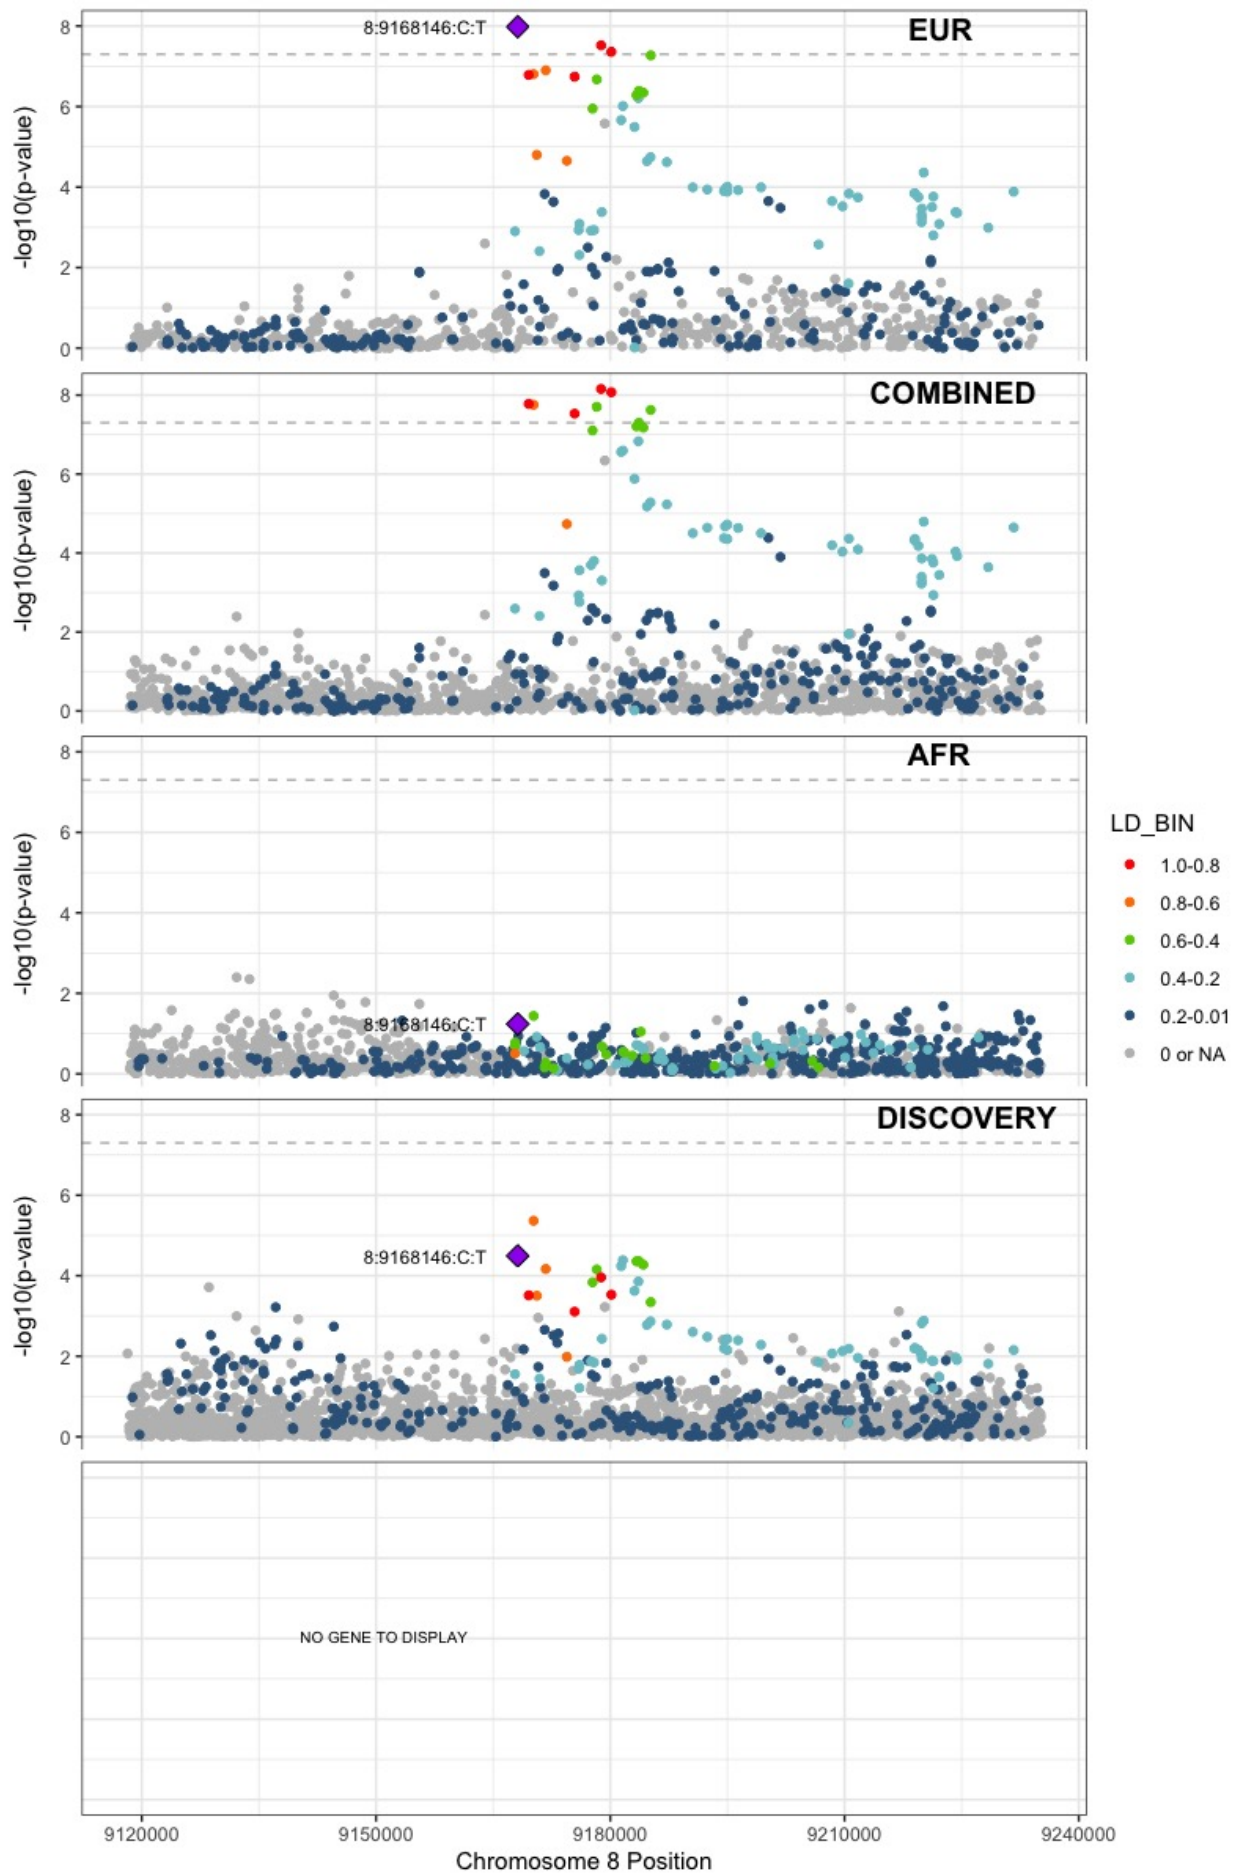 EUR
8:9168146:C:T
8
6
4
2
0
-log10(p-value)
COMBINED
8
6
4
2
0
-log10(p-value)
AFR
8
6
4
2
0
8:9168146:C:T
-log10(p-value)
DISCOVERY
8
6
4
2
0
8:9168146:C:T
-log10(p-value)
NO GENE TO DISPLAY
9120000 9150000 9180000 9210000 9240000
Chromosome 8 Position
LD_BIN
1.0-0.8
0.8-0.6
0.6-0.4
0.4-0.2
0.2-0.01
0 or NA